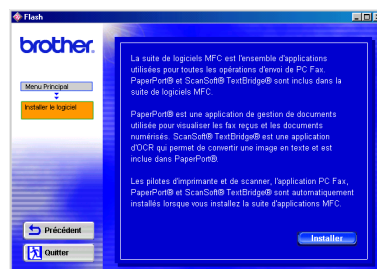 Flash
brother.
Menu Principal
Installer le logiciel
La suite de logiciels MFC est l'ensemble d'applications
utilisées pour toutes les opérations d'envoi de PC Fax.
PaperPort® et ScanSoft® TextBridge® sont inclus dans la
suite de logiciels MFC.
PaperPort® est une application de gestion de documents
utilisée pour visualiser les fax reçus et les documents
numérisés. ScanSoft® TextBridge® est une application
d'OCR qui permet de convertir une image en texte et est
inclue dans PaperPort®.
Les pilotes d'imprimante et de scanner, l'application PC Fax,
PaperPort® et ScanSoft® TextBridge® sont automatiquement
installés lorsque vous installez la suite d'applications MFC.
Précédent
Quitter
Installer